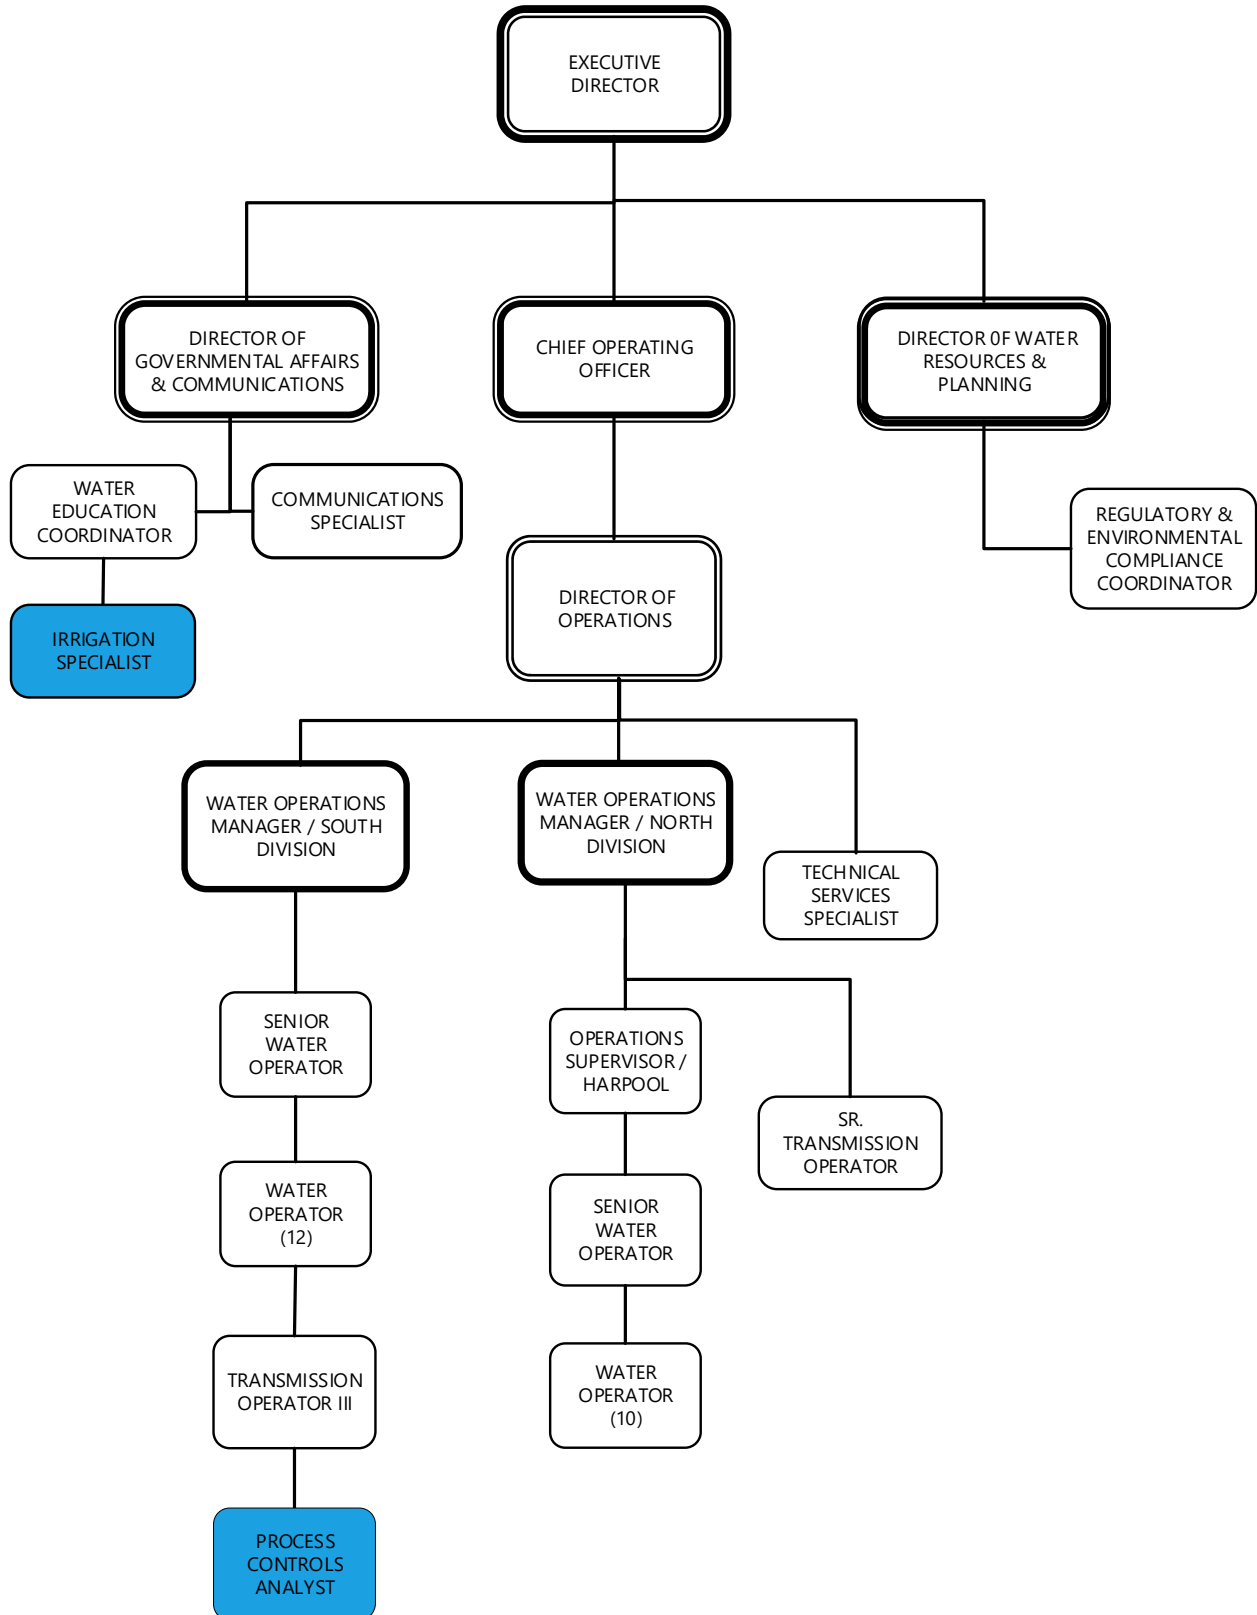 EXECUTIVE
DIRECTOR
DIRECTOR OF
GOVERNMENTAL AFFAIRS
& COMMUNICATIONS
CHIEF OPERATING
OFFICER
DIRECTOR 0F WATER
RESOURCES &
PLANNING
WATER
EDUCATION
COORDINATOR
COMMUNICATIONS
SPECIALIST
REGULATORY &
ENVIRONMENTAL
COMPLIANCE
COORDINATOR
IRRIGATION
SPECIALIST
DIRECTOR OF
OPERATIONS
WATER OPERATIONS
MANAGER / SOUTH
DIVISION
WATER OPERATIONS
MANAGER / NORTH
DIVISION
TECHNICAL
SERVICES
SPECIALIST
SENIOR
WATER
OPERATOR
OPERATIONS
SUPERVISOR /
HARPOOL
SR.
TRANSMISSION
OPERATOR
WATER
OPERATOR
(12)
SENIOR
WATER
OPERATOR
TRANSMISSION
OPERATOR III
WATER
OPERATOR
(10)
PROCESS
CONTROLS
ANALYST